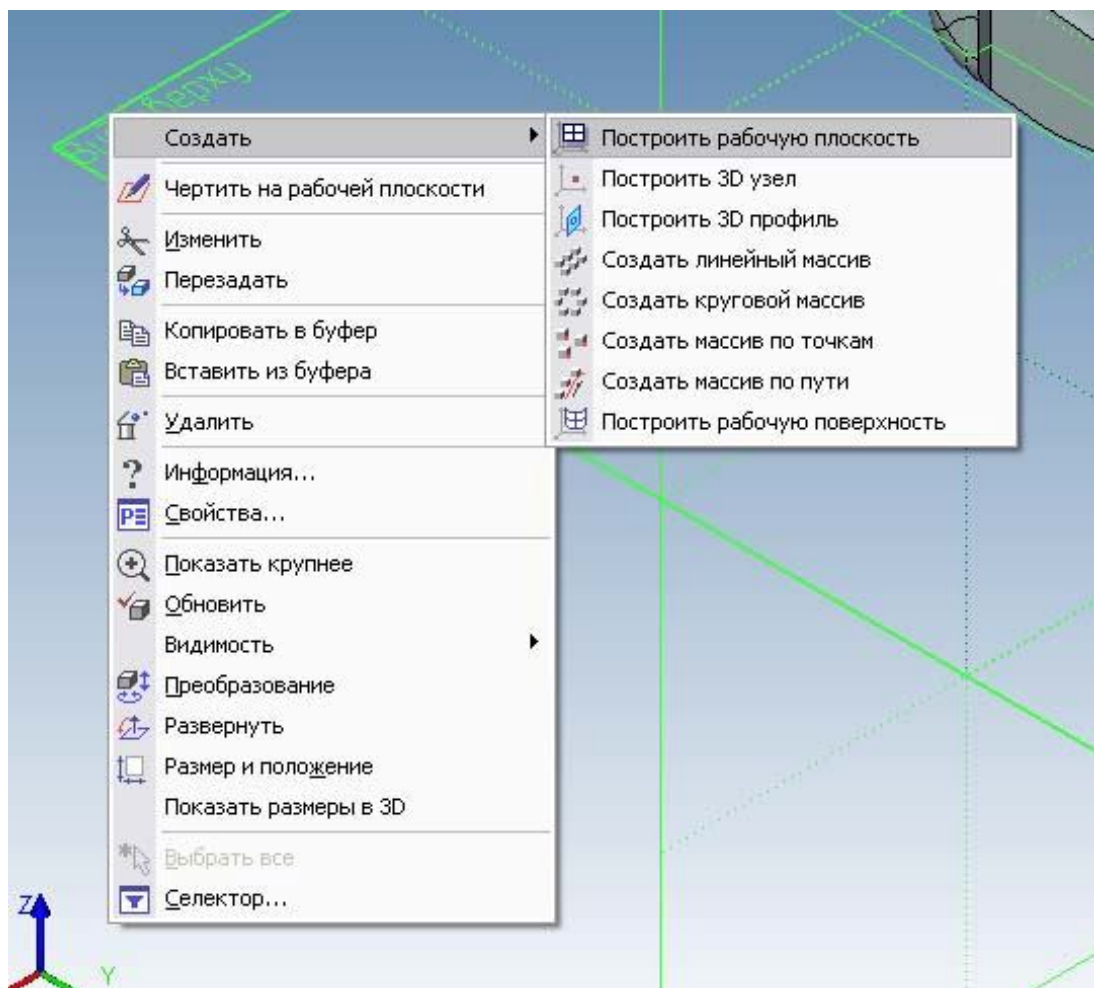 Создать
Чертить на рабочей плоскости
Изменить
Перезадать
Копировать в буфер
Вставить из буфера
Удалить
Информация...
Свойства...
Показать крупнее
Обновить
Видимость
Преобразование
Развернуть
Размер и положение
Показать размеры в 3D
Выбрать все
Селектор...
Построить рабочую плоскость
Построить 3D узел
Построить 3D профиль
Создать линейный массив
Создать круговой массив
Создать массив по точкам
Создать массив по пути
Построить рабочую поверхность
Z
Y